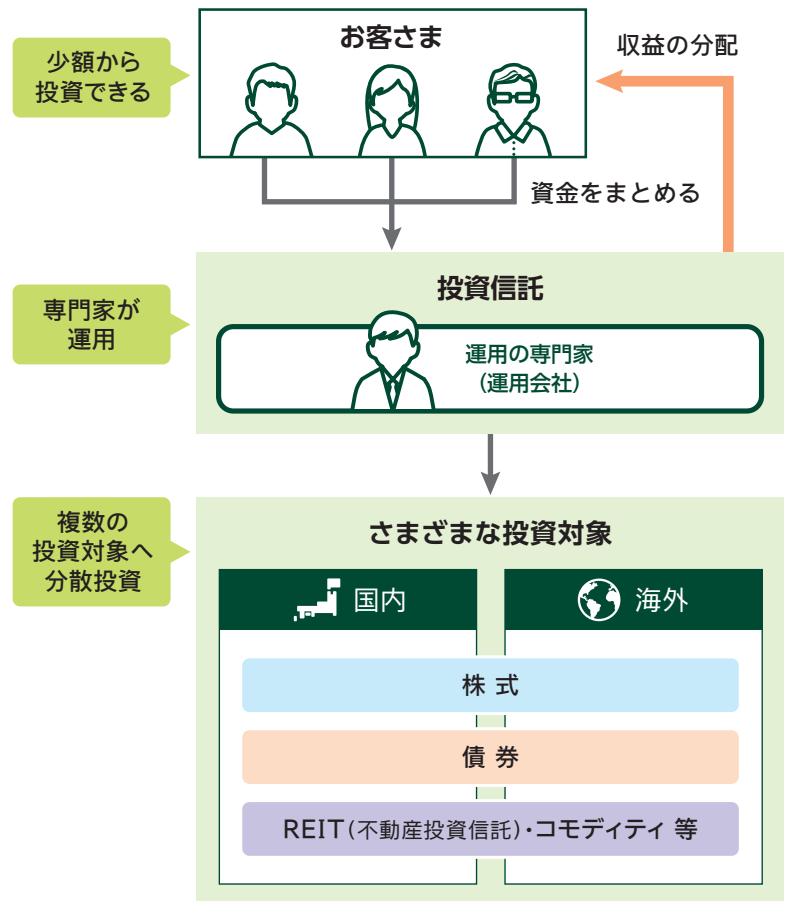 お客さま
収益の分配
少額から
投資できる
資金をまとめる
投資信託
専門家が
運用
運用の専門家
（運用会社）
複数の
投資対象へ
分散投資
さまざまな投資対象
国内
海外
株 式
債 券
REIT（不動産投資信託）・コモディティ 等